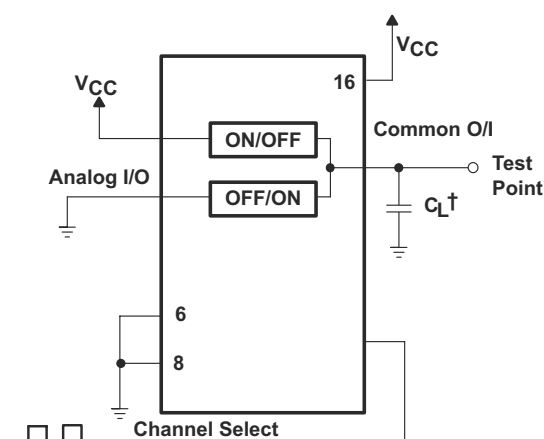 VCC
16
VCC
ON/OFF
Common O/I
Analog I/O
OFF/ON
Test
Point
CL†
6
8
Channel Select